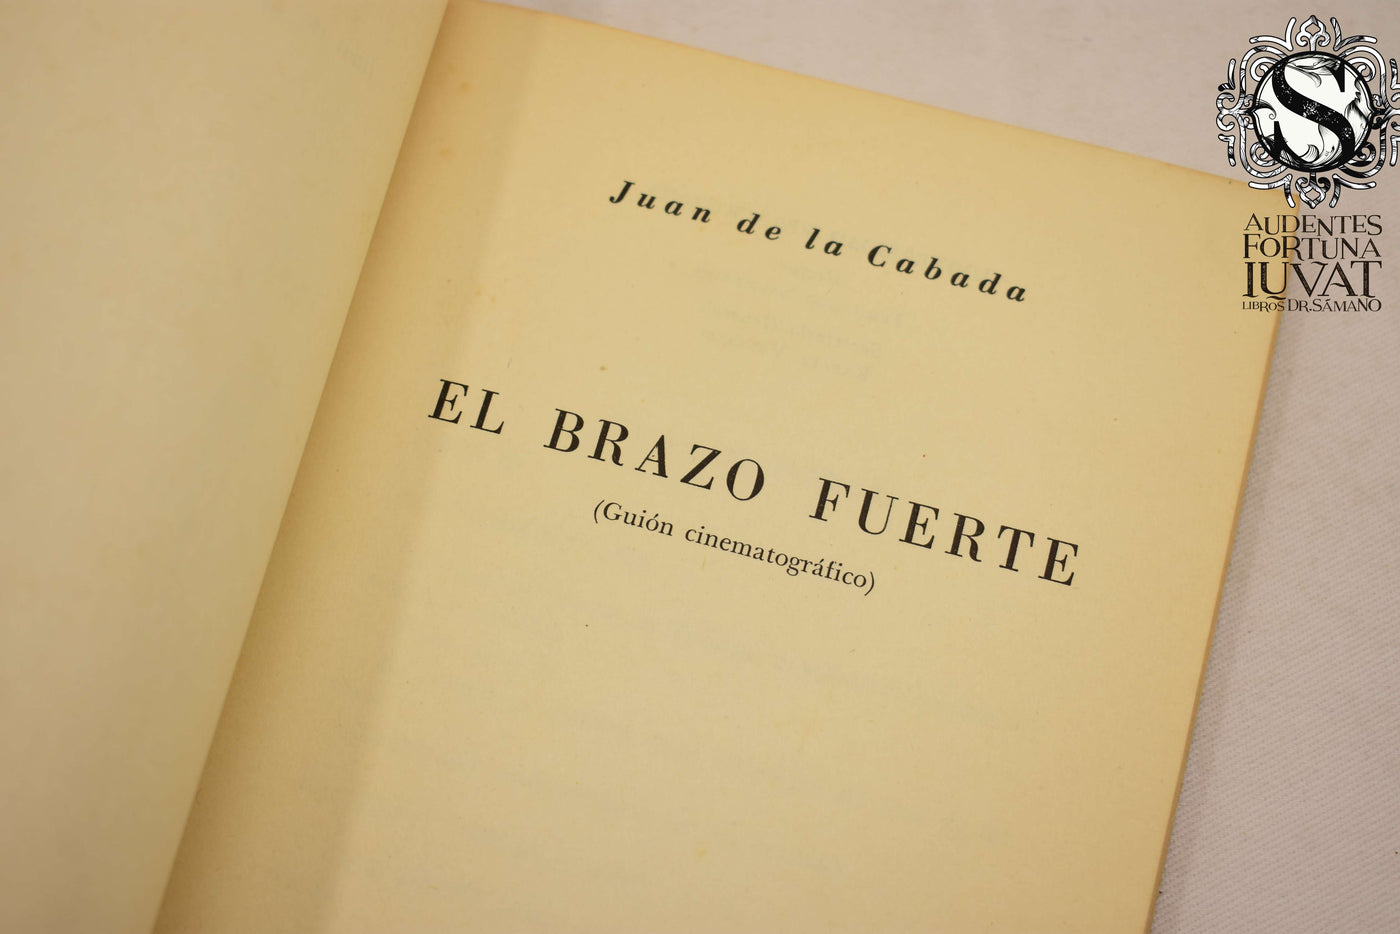 Juan de la Cabada
EL BRAZO FUERTE
(Guión cinematográfico)
S
AUDENTES
FORTUNA
IUVAT
LIBROS DR. SÁMANO